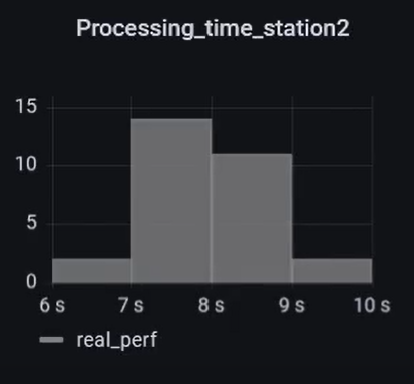 Processing_time_station2
15
10
5
0
6 s 7 s 8 s 9 s 10 s
real_perf